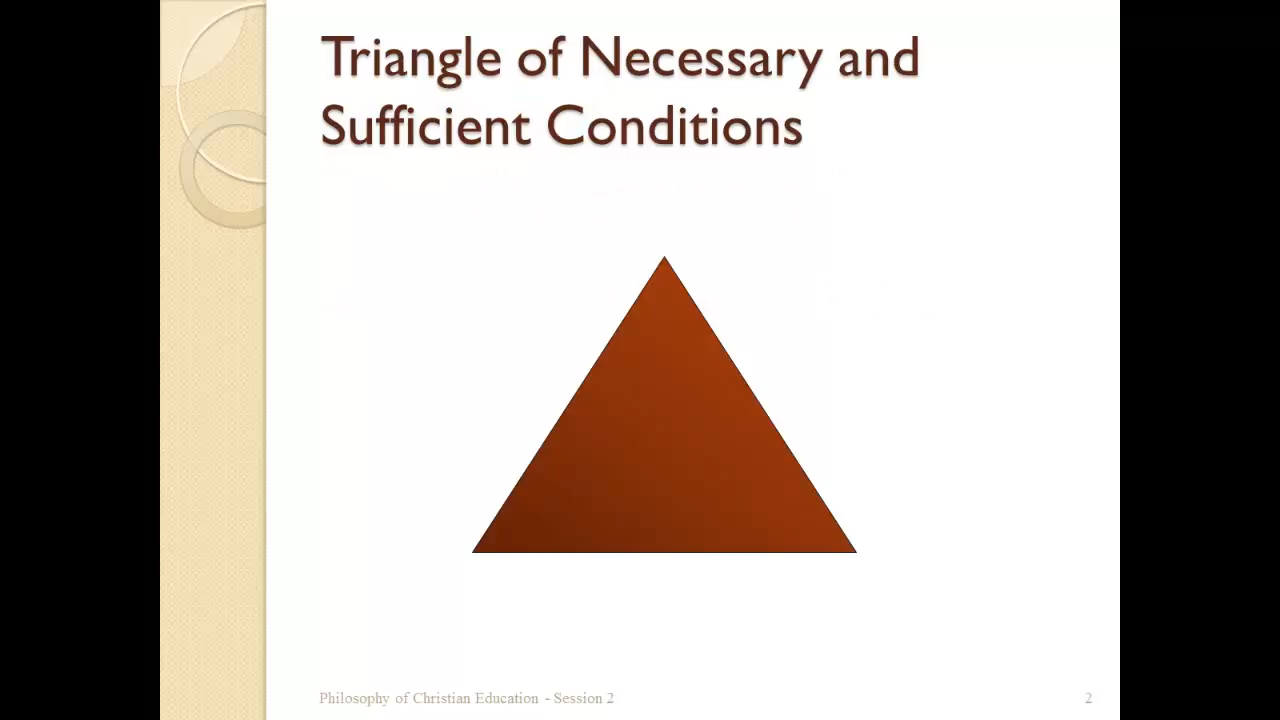 Triangle of Necessary and
Sufficient Conditions
Philosophy of Christian Education - Session 2
2